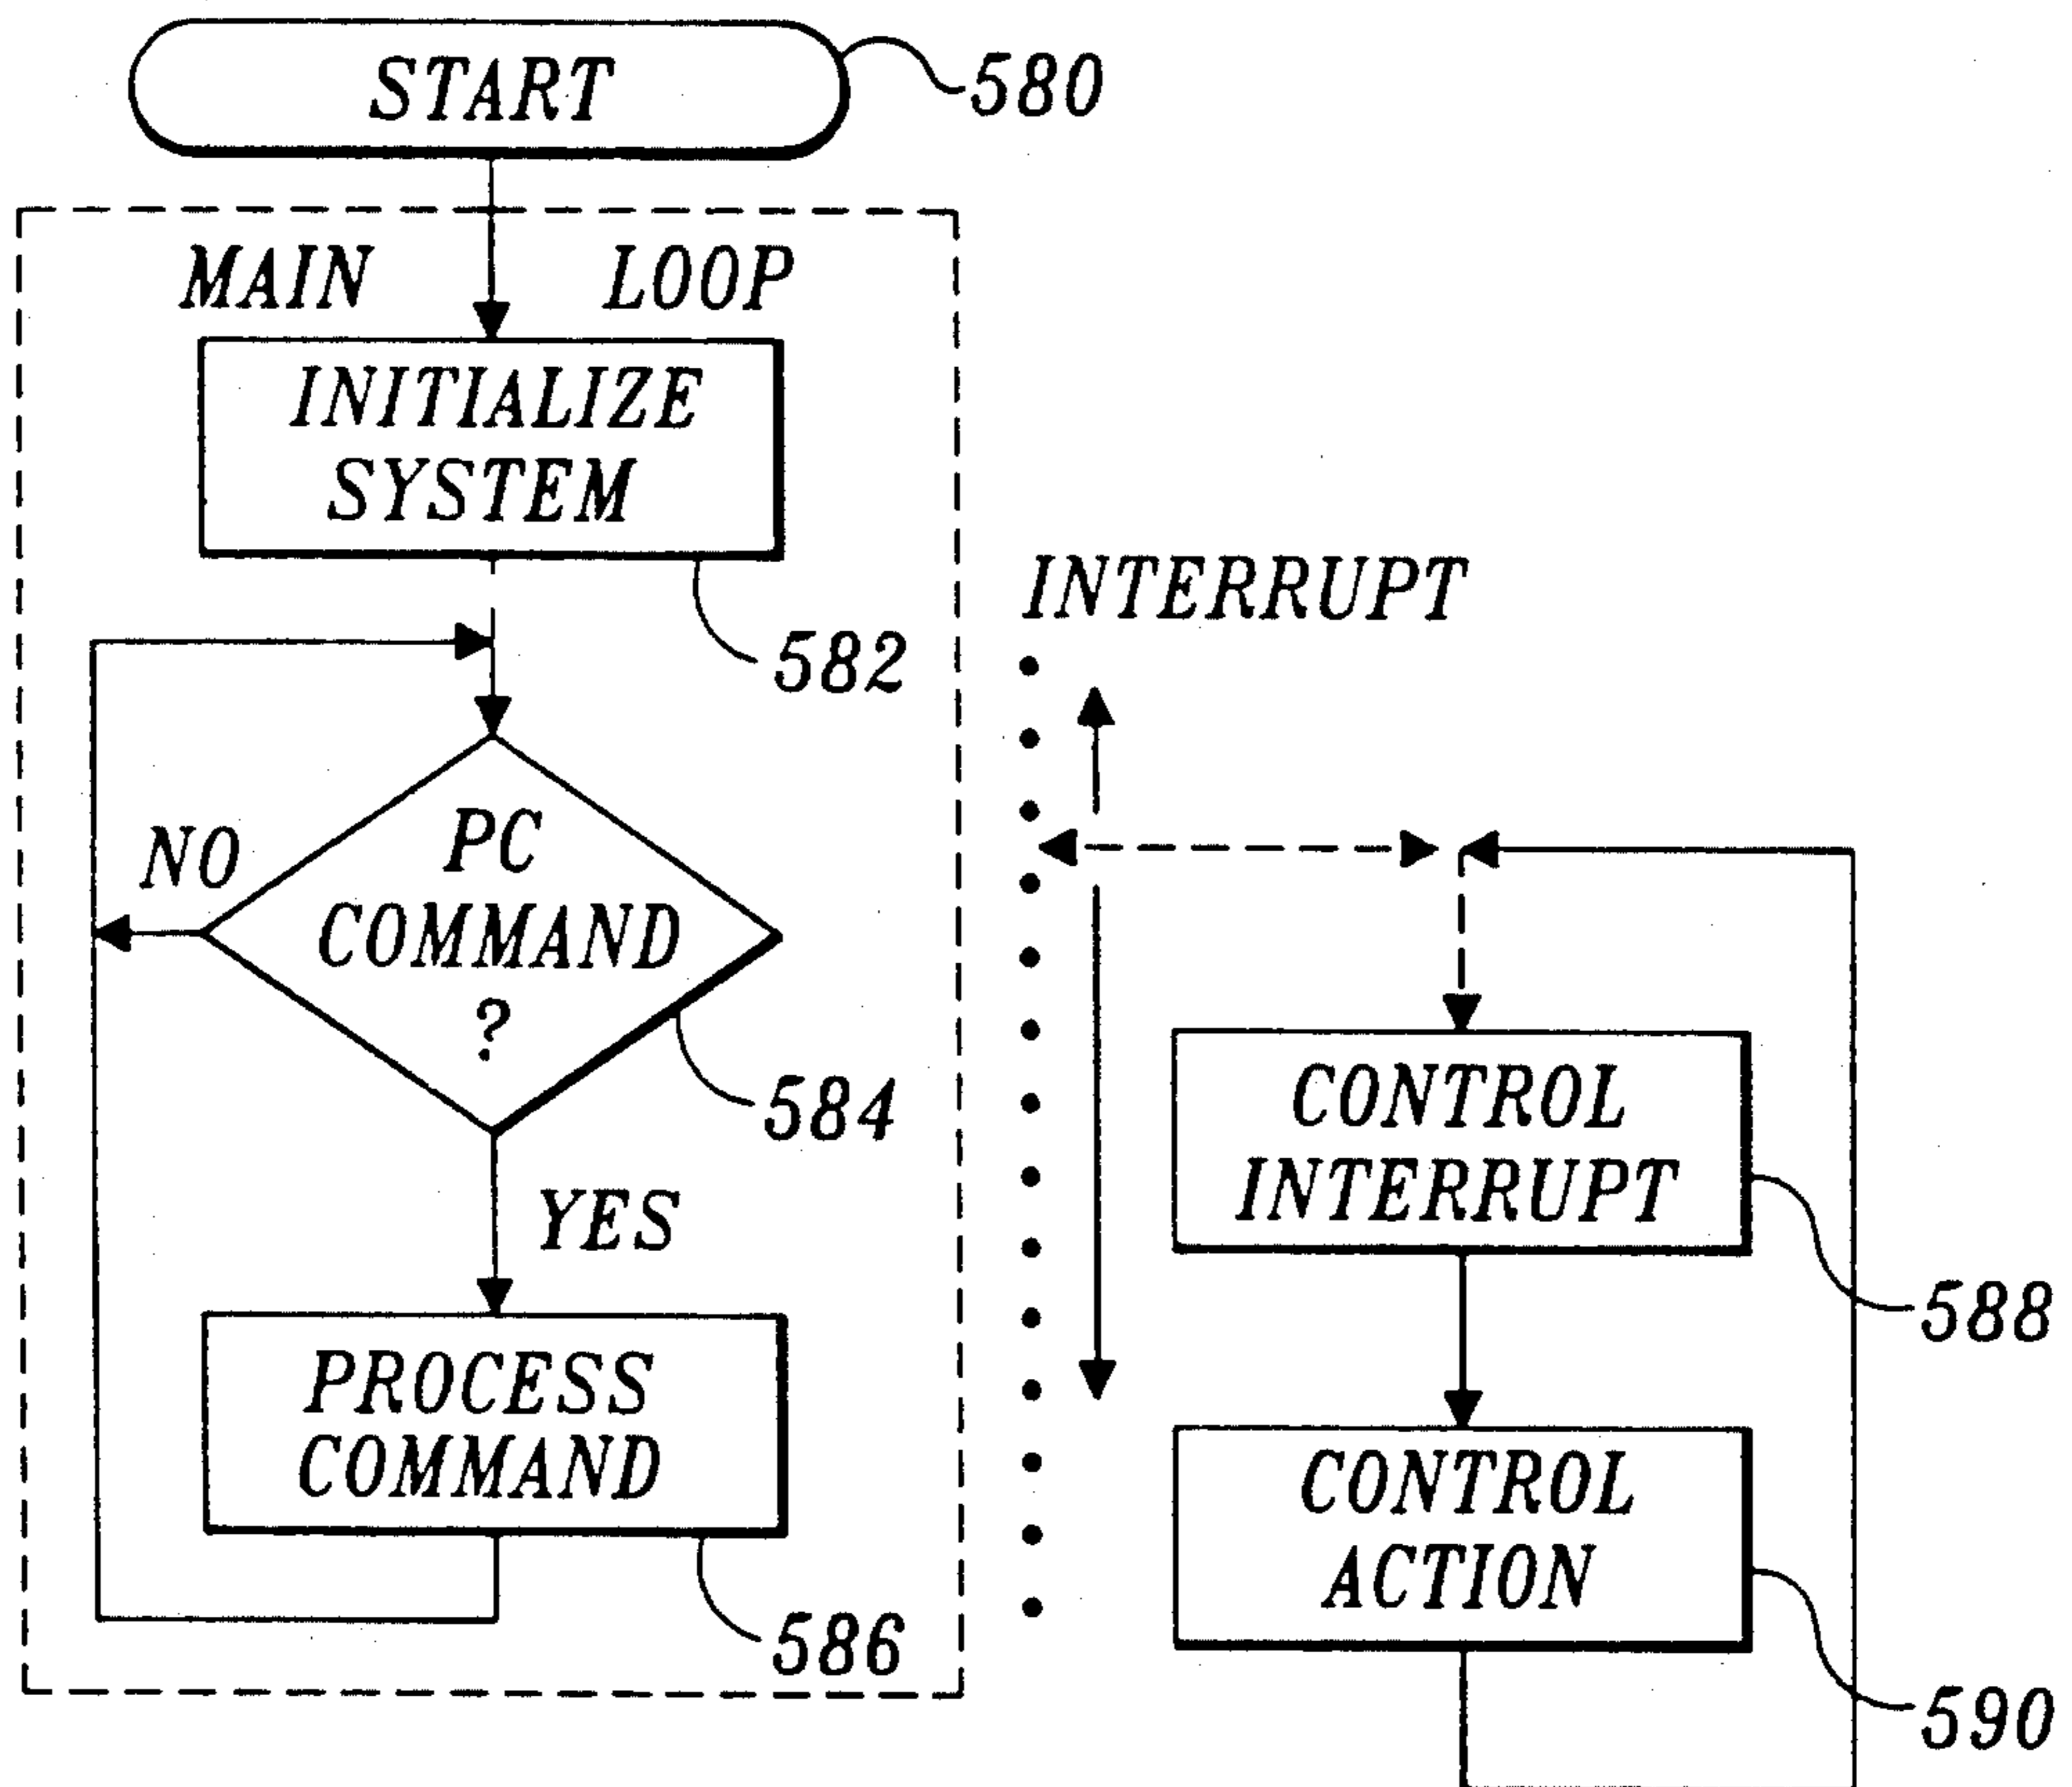 START
580
MAIN LOOP
INITIALIZE
SYSTEM
582
PC
COMMAND
?
NO
584
YES
PROCESS
COMMAND
586
INTERRUPT
CONTROL
INTERRUPT
588
CONTROL
ACTION
590